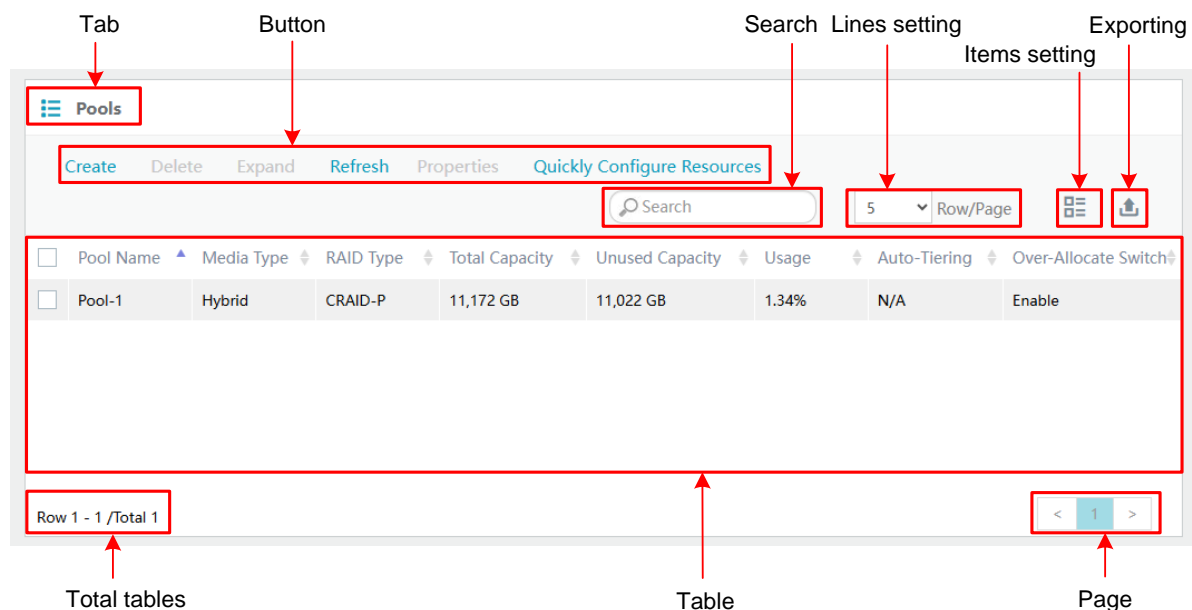 Tab Button Search Lines setting Exporting
Items setting
Pools
Create Delete Expand Refresh Properties Quickly Configure Resources
Search 5 Row/Page
Pool Name Media Type RAID Type Total Capacity Unused Capacity Usage Auto-Tiering Over-Allocate Switch
Pool-1 Hybrid CRAID-P 11,172 GB 11,022 GB 1.34% N/A Enable
Row 1 - 1 /Total 1 < 1 >
Total tables Table Page